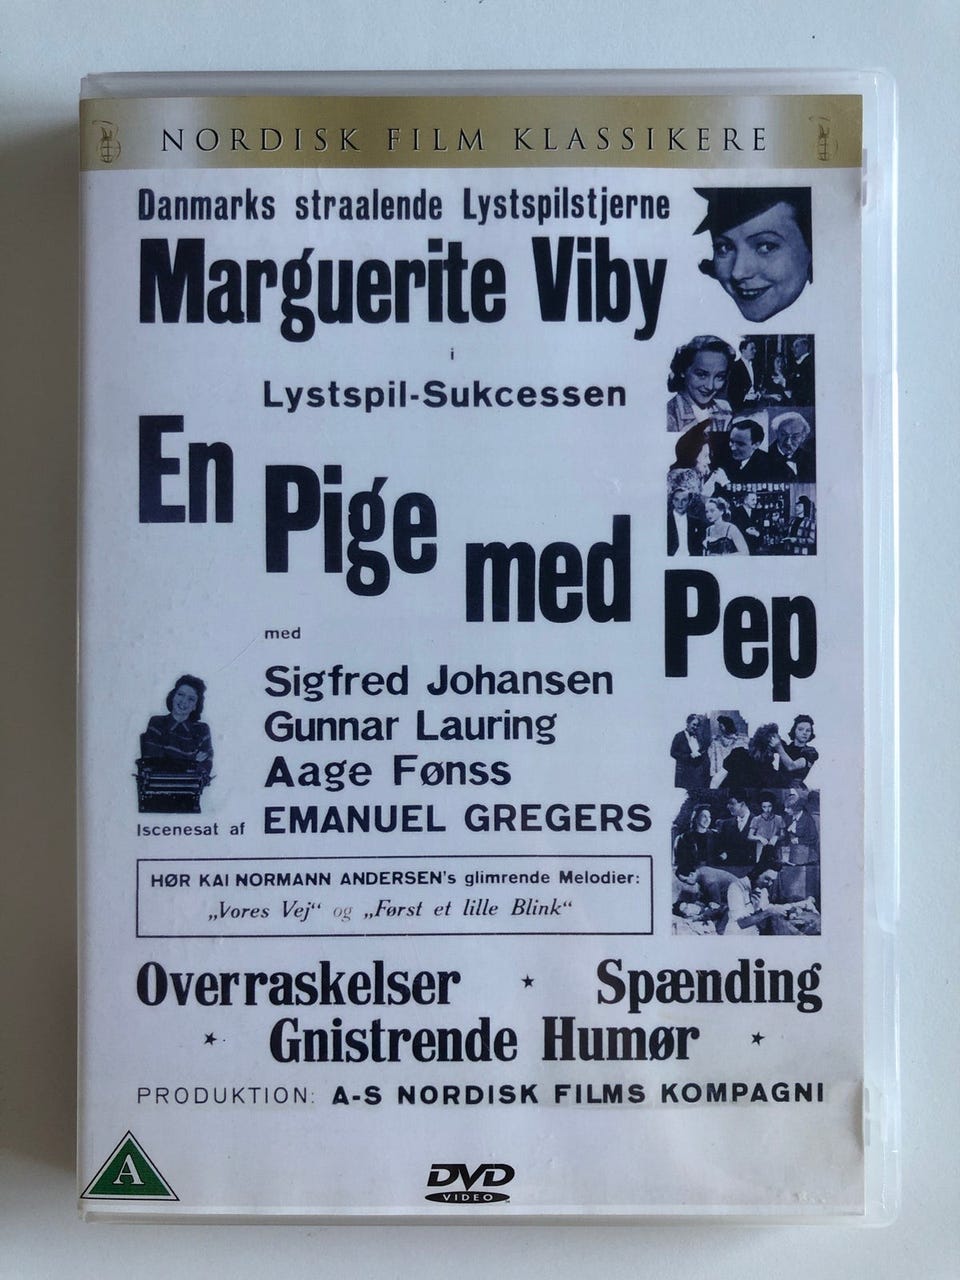 NORDISK FILM KLASSIKERE
Danmarks straalende Lystspilstjerne
Marguerite Viby
i
Lystspil-Sukcessen
En Pige med Pep
med
Sigfred Johansen
Gunnar Lauring
Aage Fønss
Iscenesat af EMANUEL GREGERS
HØR KAI NORMANN ANDERSEN's glimrende Melodier:
„Vores Vej“ og „Først et lille Blink“
Overraskelser ★ Spænding
★ Gnistrende Humør ★
PRODUKTION: A-S NORDISK FILMS KOMPAGNI
A
DVD
VIDEO